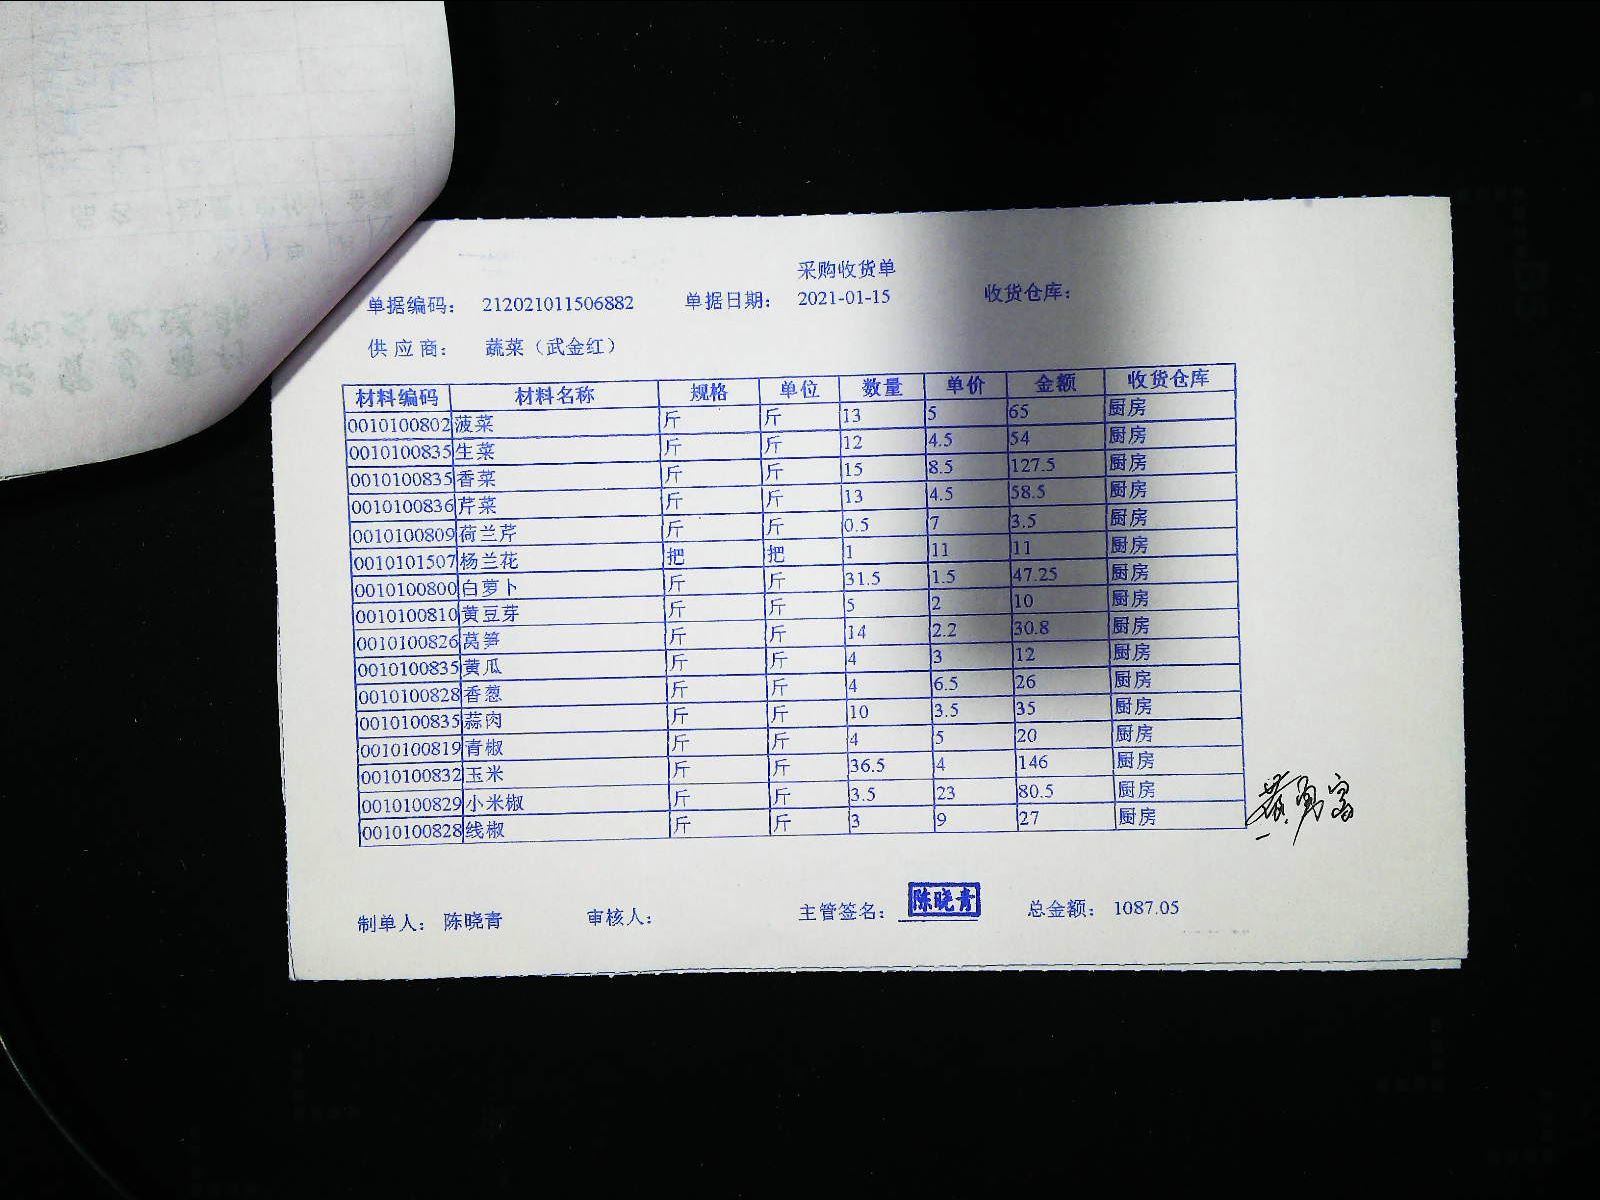 采购收货单
单据编码： 212021011506882 单据日期： 2021-01-15 收货仓库：
供应商： 蔬菜（武金红）
材料编码 材料名称 规格 单位 数量 单价 金额 收货仓库
0010100802 菠菜 斤 斤 13 5 65 厨房
0010100835 生菜 斤 斤 12 4.5 54 厨房
0010100835 香菜 斤 斤 15 8.5 127.5 厨房
0010100836 芹菜 斤 斤 13 4.5 58.5 厨房
0010100809 荷兰芹 斤 斤 0.5 7 3.5 厨房
0010101507 杨兰花 把 把 1 11 11 厨房
0010100800 白萝卜 斤 斤 31.5 1.5 47.25 厨房
0010100810 黄豆芽 斤 斤 5 2 10 厨房
0010100826 莴笋 斤 斤 14 2.2 30.8 厨房
0010100835 黄瓜 斤 斤 4 3 12 厨房
0010100828 香葱 斤 斤 4 6.5 26 厨房
0010100835 蒜肉 斤 斤 10 3.5 35 厨房
0010100819 青椒 斤 斤 4 5 20 厨房
0010100832 玉米 斤 斤 36.5 4 146 厨房
0010100829 小米椒 斤 斤 3.5 23 80.5 厨房
0010100828 线椒 斤 斤 3 9 27 厨房
制单人： 陈晓青 审核人： 主管签名： 陈晓青 总金额： 1087.05